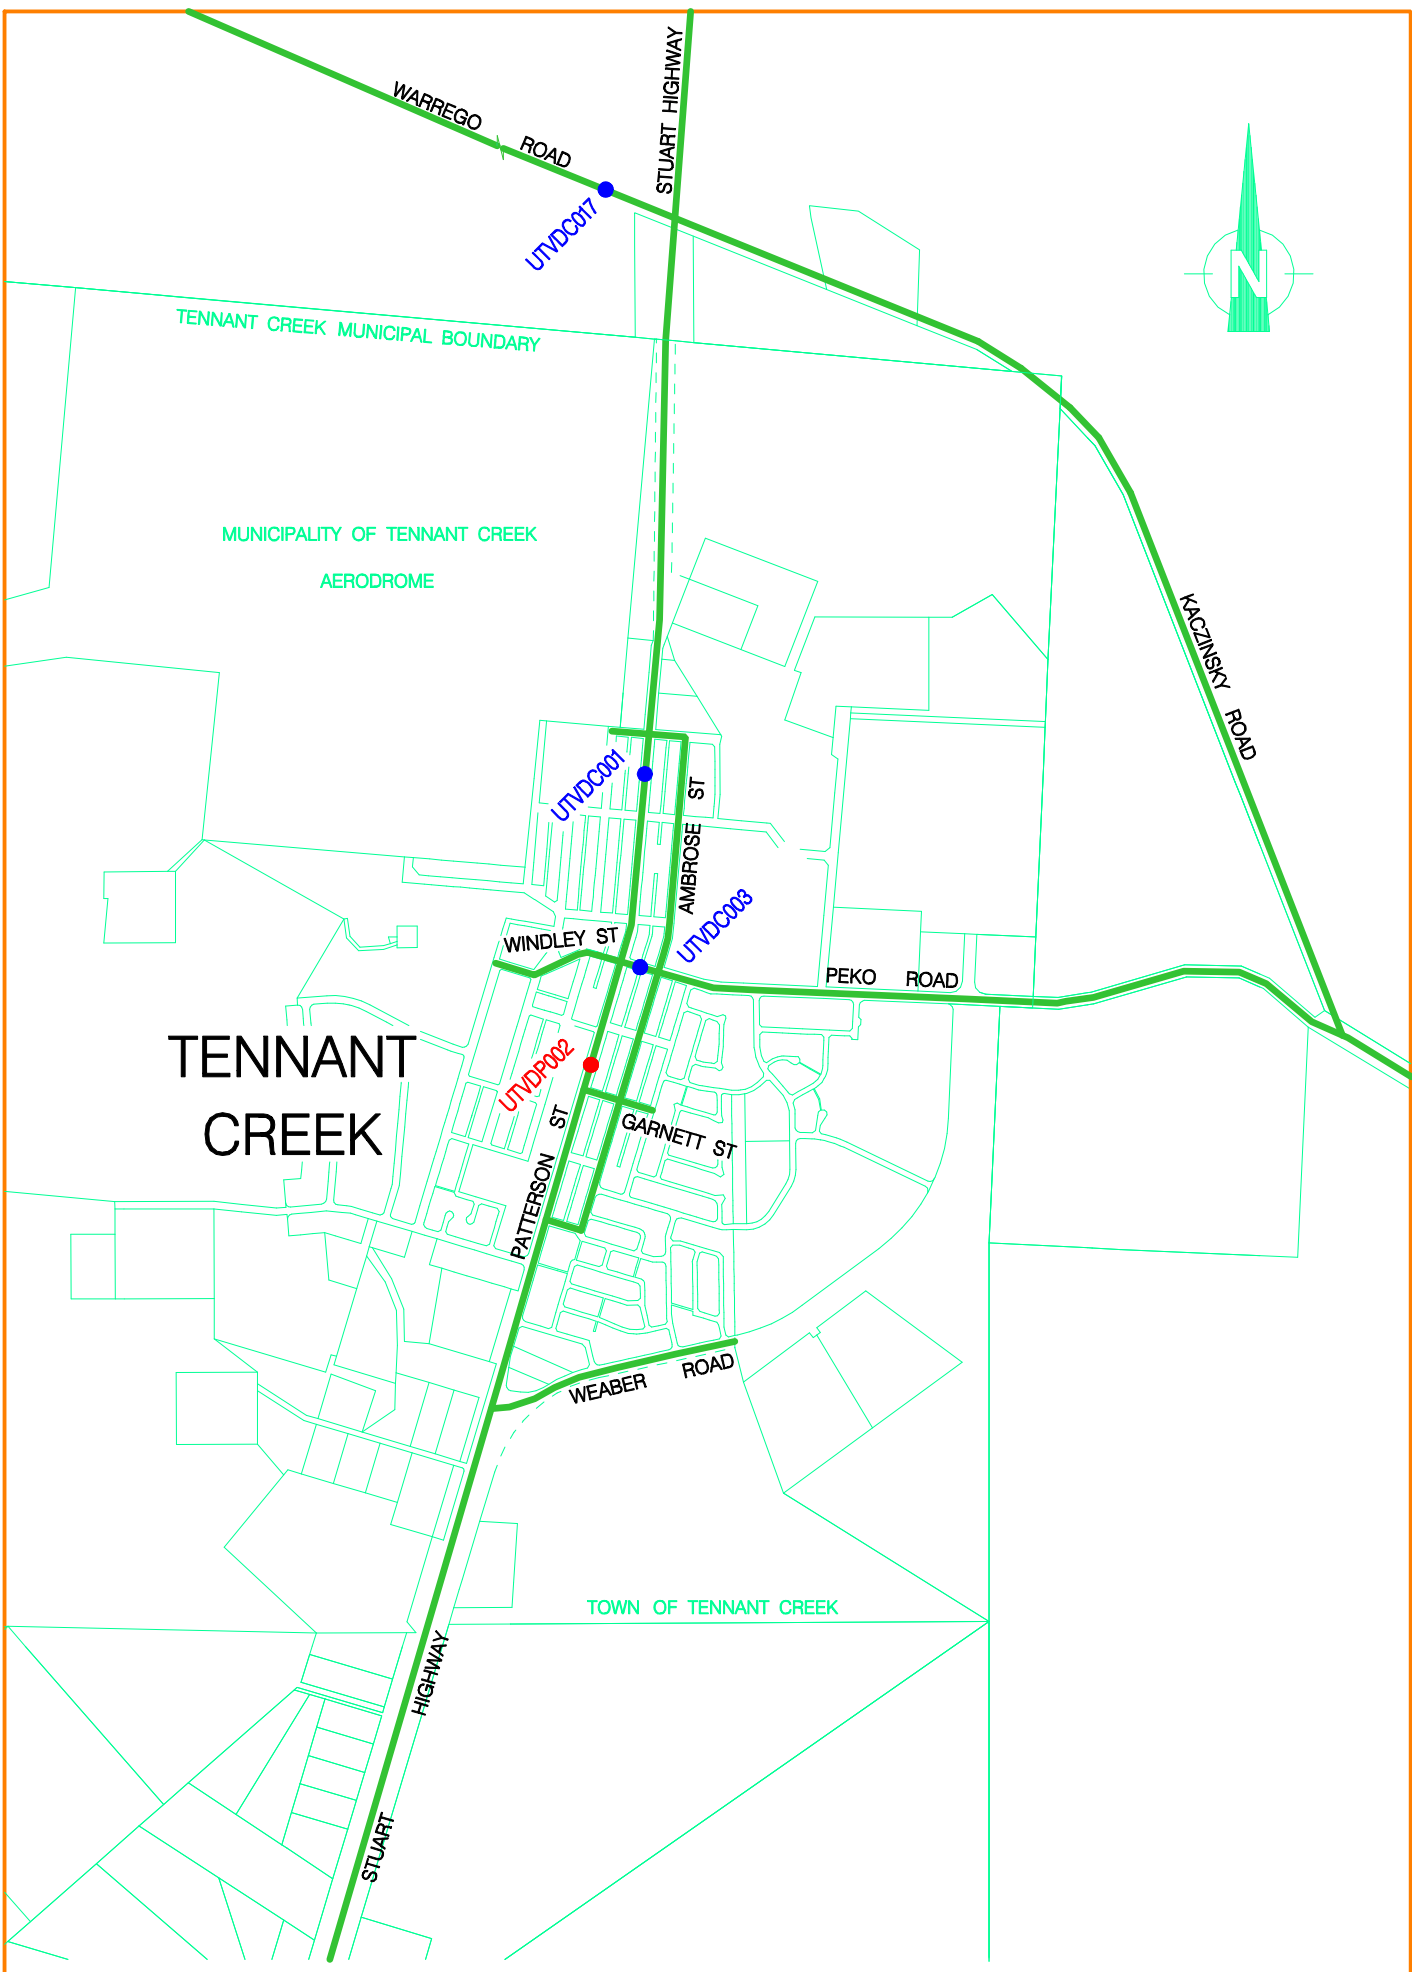 STUART HIGHWAY
WARREGO ROAD
UTVDC017
N
TENNANT CREEK MUNICIPAL BOUNDARY
MUNICIPALITY OF TENNANT CREEK
AERODROME
KACZINSKY ROAD
UTVDC001
AMBROSE ST
UTVDC003
WINDLEY ST
PEKO ROAD
TENNANT
CREEK
UTVDP002
GARNETT ST
PATTERSON ST
WEABER ROAD
TOWN OF TENNANT CREEK
STUART HIGHWAY